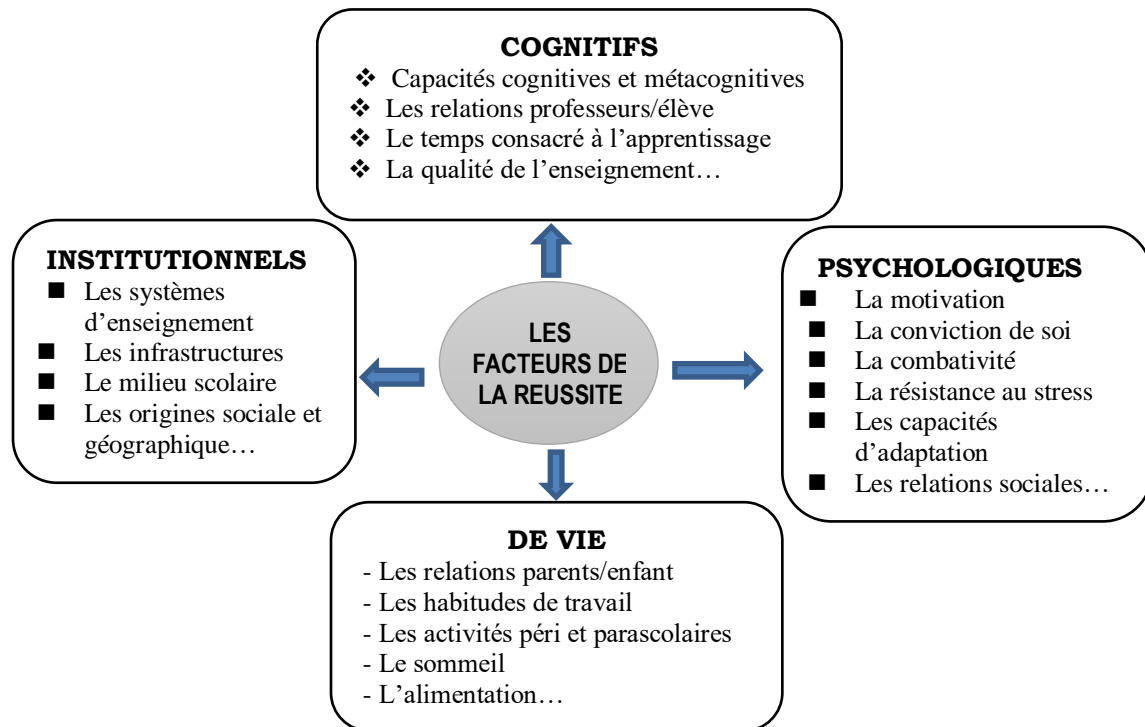 COGNITIFS
❖ Capacités cognitives et métacognitives
❖ Les relations professeurs/élève
❖ Le temps consacré à l’apprentissage
❖ La qualité de l’enseignement…
INSTITUTIONNELS
■ Les systèmes
d’enseignement
■ Les infrastructures
■ Le milieu scolaire
■ Les origines sociale et
géographique…
LES
FACTEURS DE
LA REUSSITE
PSYCHOLOGIQUES
■ La motivation
■ La conviction de soi
■ La combativité
■ La résistance au stress
■ Les capacités
d’adaptation
■ Les relations sociales…
DE VIE
- Les relations parents/enfant
- Les habitudes de travail
- Les activités péri et parascolaires
- Le sommeil
- L’alimentation…